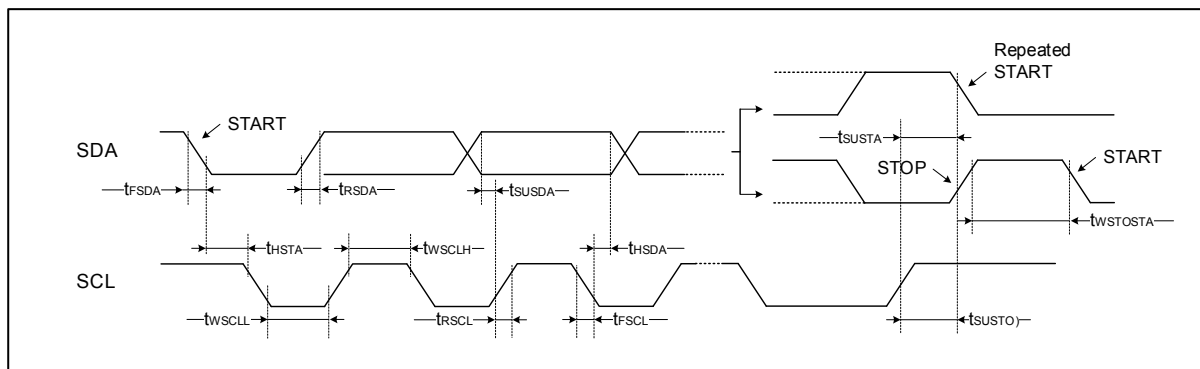 Repeated
START
START
SDA
tSUSTA
STOP
START
tFSDA
tRSDA
tSUSDA
tWSTOSTA
tHSTA
tWSCLH
tHSDA
SCL
tWSCLL
tRSCL
tFSCL
tSUSTO)